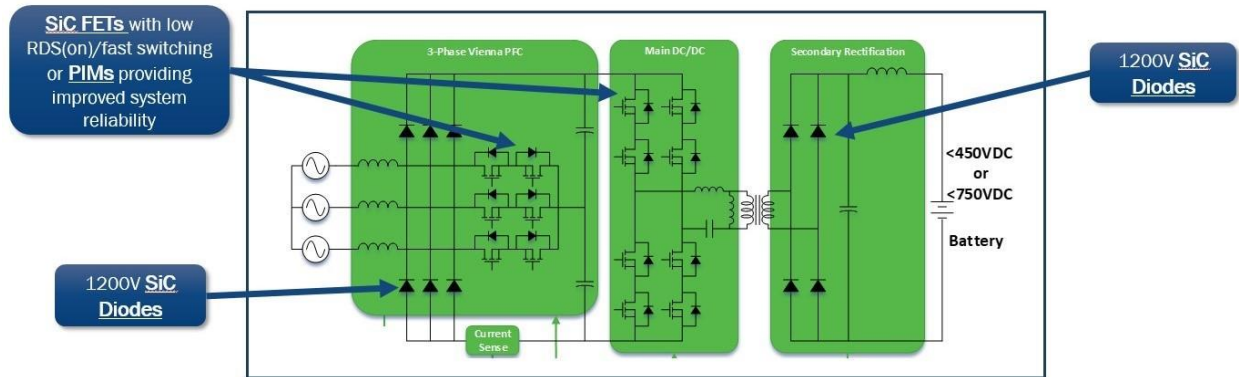 SiC FETs with low
RDS(on)/fast switching
or PIMs providing
improved system
reliability
3-Phase Vienna PFC
Main DC/DC
Secondary Rectification
1200V SiC
Diodes
<450VDC
or
<750VDC
Battery
1200V SiC
Diodes
Current
Sense